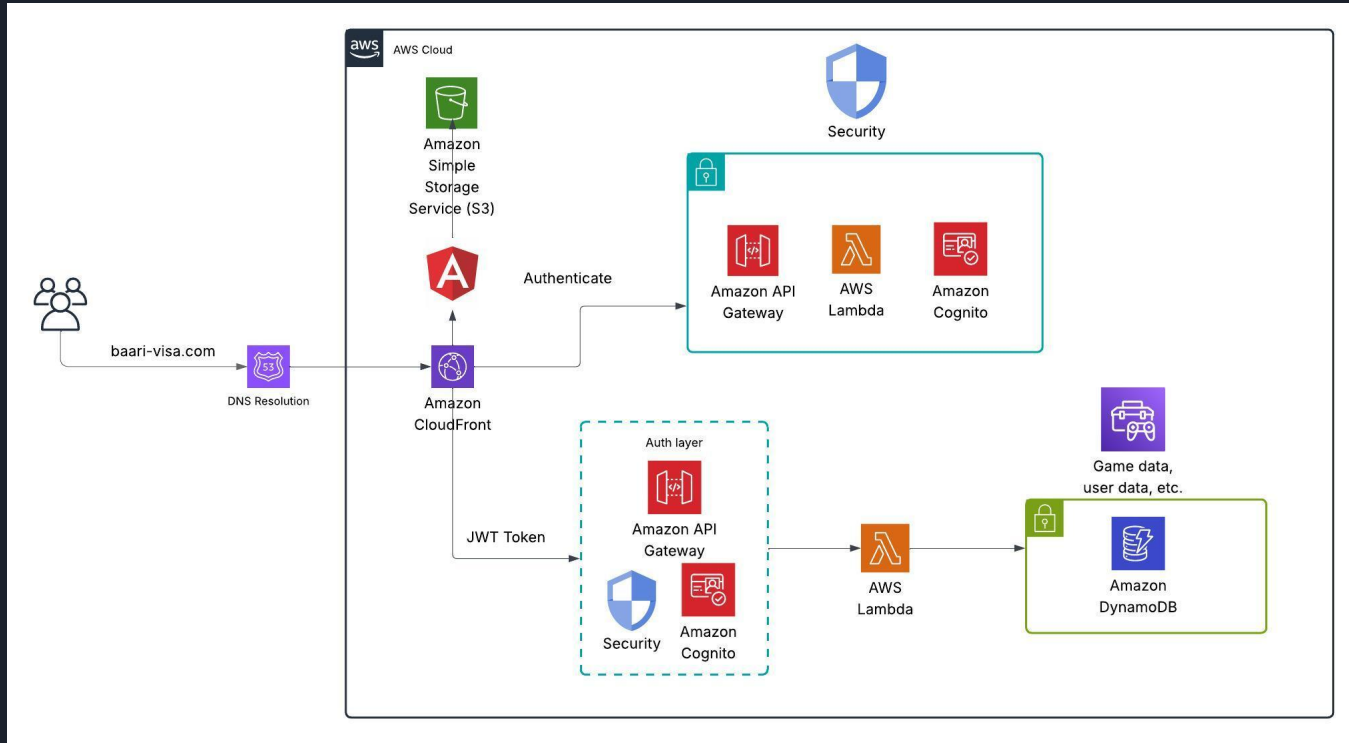 aws
AWS Cloud
Amazon
Simple
Storage
Service (S3)
Security
A
Authenticate
Amazon API
Gateway
AWS
Lambda
Amazon
Cognito
baari-visa.com
53
DNS Resolution
Amazon
CloudFront
Auth layer
Amazon API
Gateway
JWT Token
Security
Amazon
Cognito
AWS
Lambda
Game data,
user data, etc.
Amazon
DynamoDB